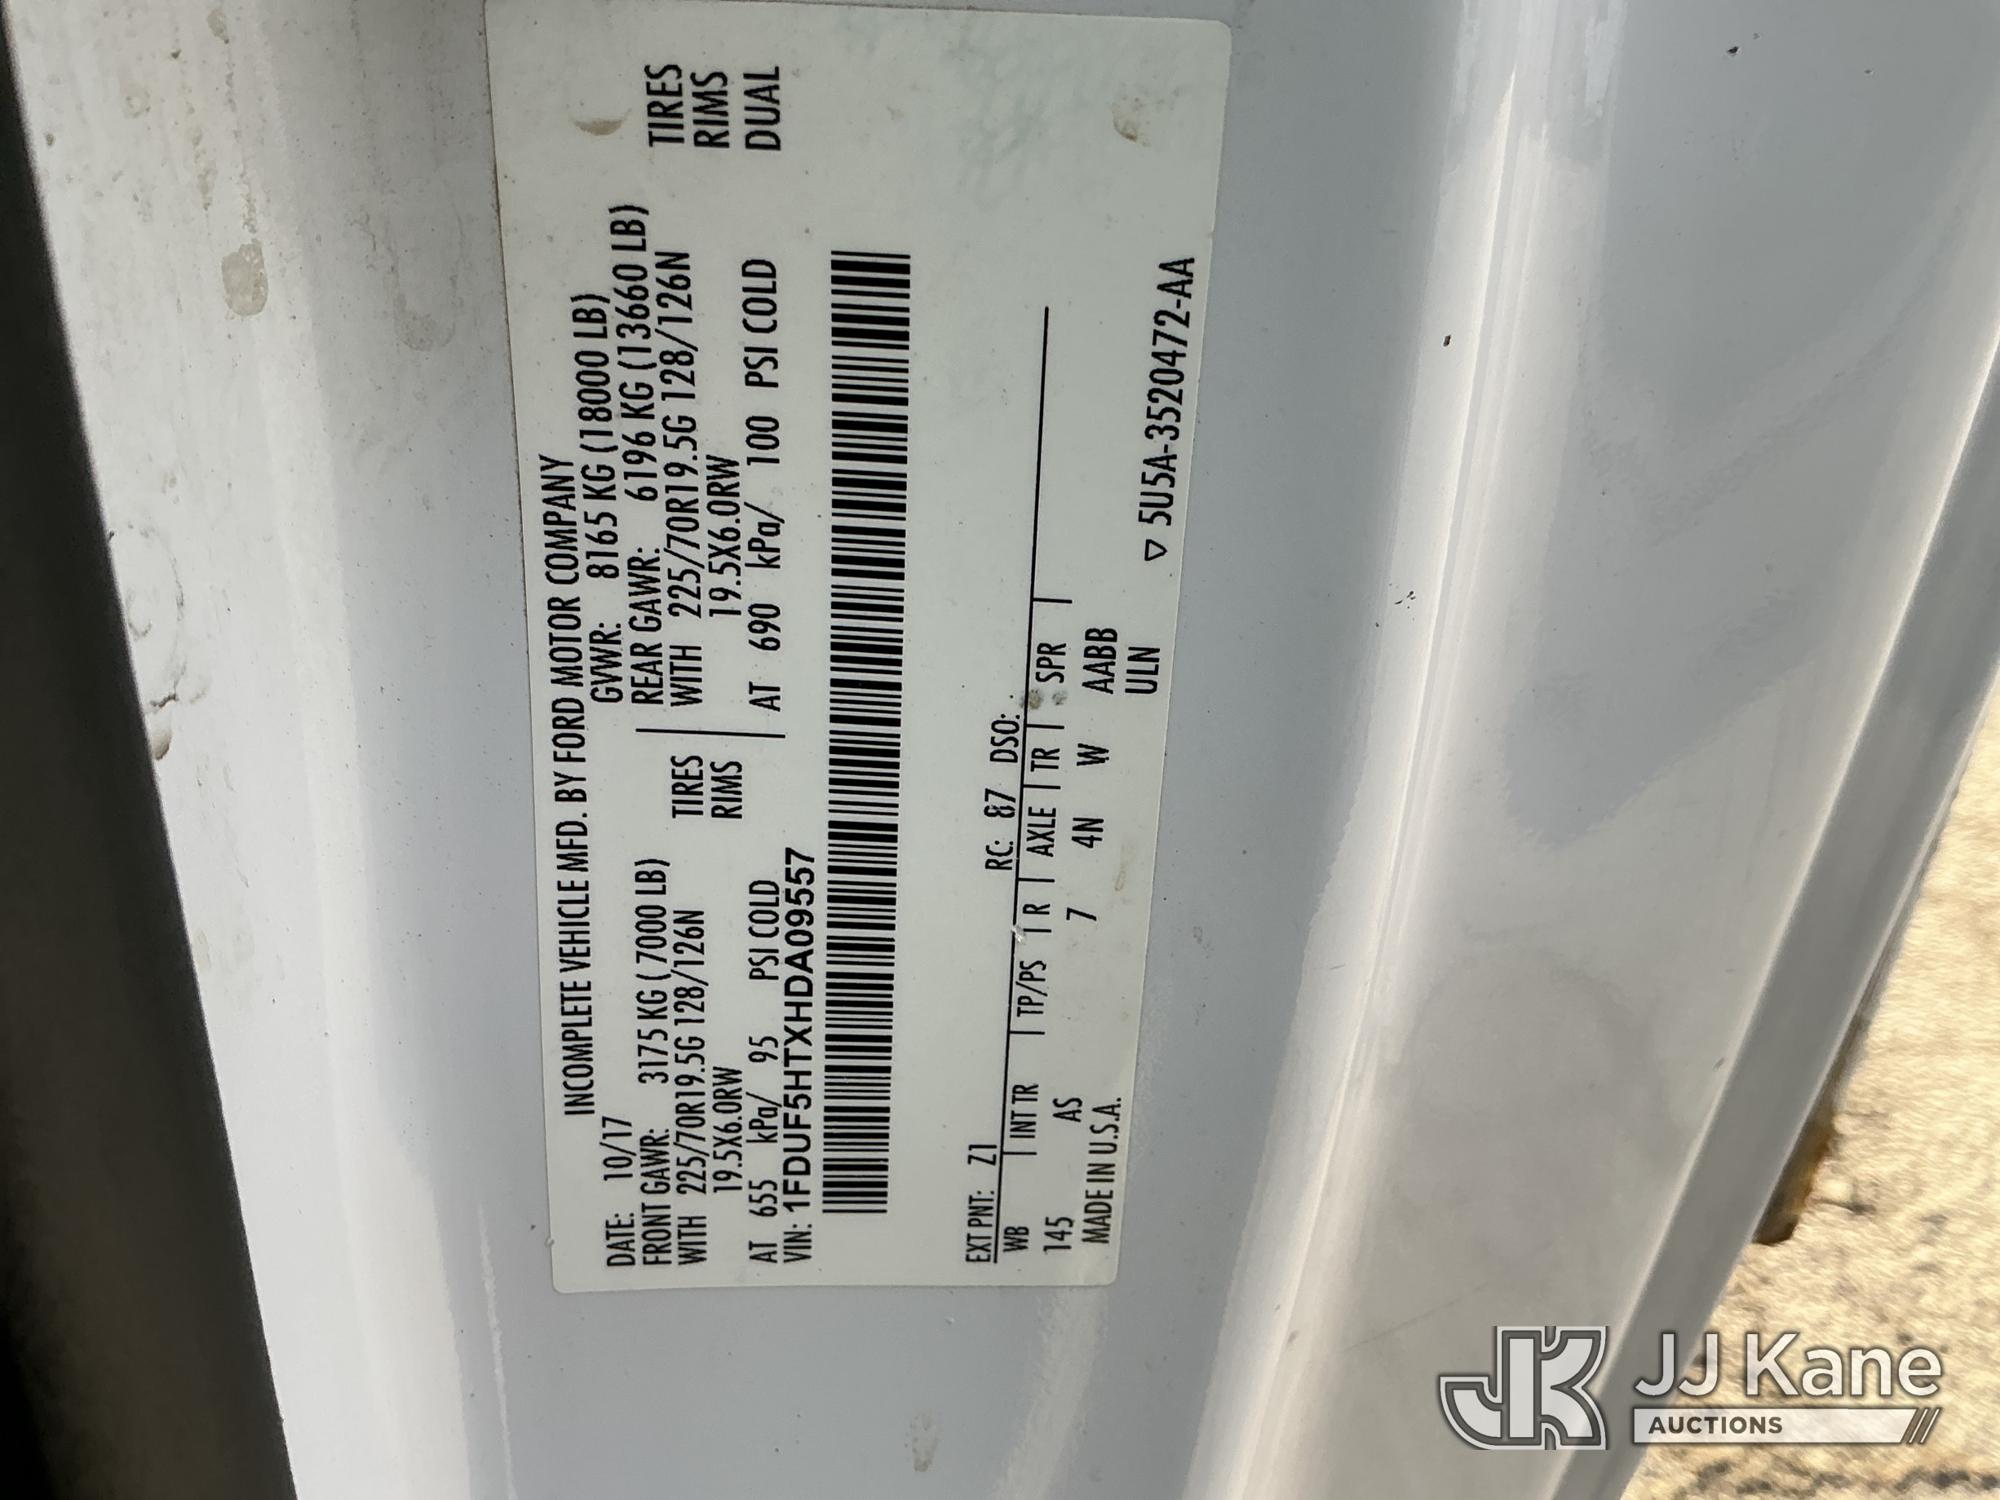 INCOMPLETE VEHICLE MFD. BY FORD MOTOR COMPANY
DATE: 10/17 GVWR: 8165 KG (18000 LB)
FRONT GAWR: 3175 KG (7000 LB) REAR GAWR: 6196 KG (13660 LB)
WITH 225/70R19.5G 128/126N TIRES WITH 225/70R19.5G 128/126N TIRES
19.5X6.0RW RIMS 19.5X6.0RW RIMS
AT 655 kPa/ 95 PSI COLD AT 690 kPa/ 100 PSI COLD DUAL
VIN: 1FDUF5HTXHDA09557
EXT PNT: Z1 RC: 87 DSO:
WB INT TR TP/PS R AXLE TR SPR
145 AS 7 4N W AABB
MADE IN U.S.A. ULN
▽ 5U5A-3520472-AA
JK JJ Kane
AUCTIONS